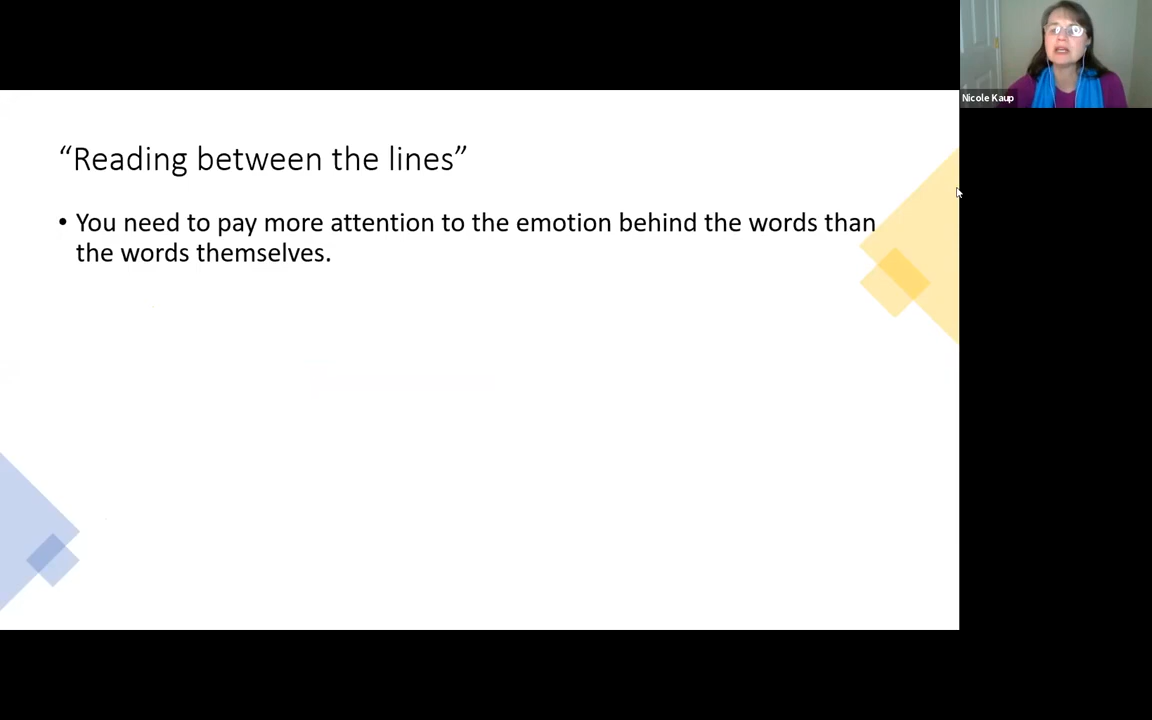 “Reading between the lines”
• You need to pay more attention to the emotion behind the words than
the words themselves.
Nicole Kaup